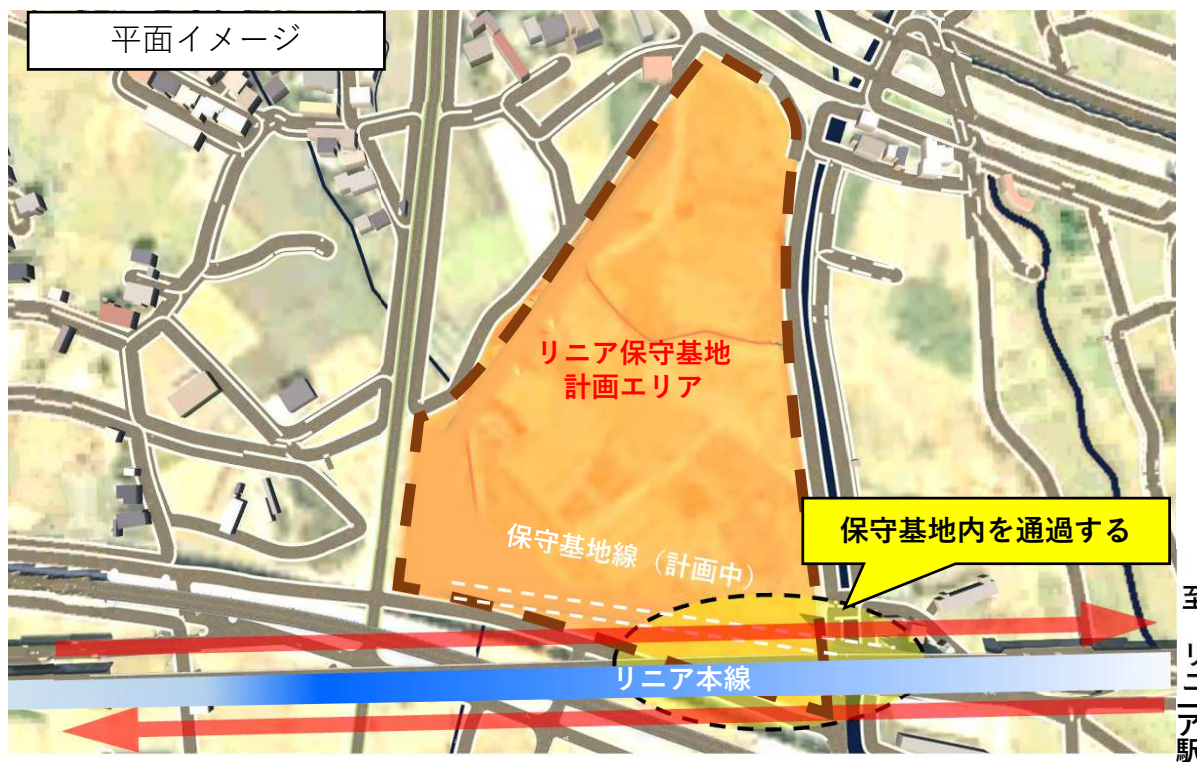 平面イメージ
リニア保守基地
計画エリア
保守基地線（計画中）
保守基地内を通過する
リニア本線
至
リニア駅